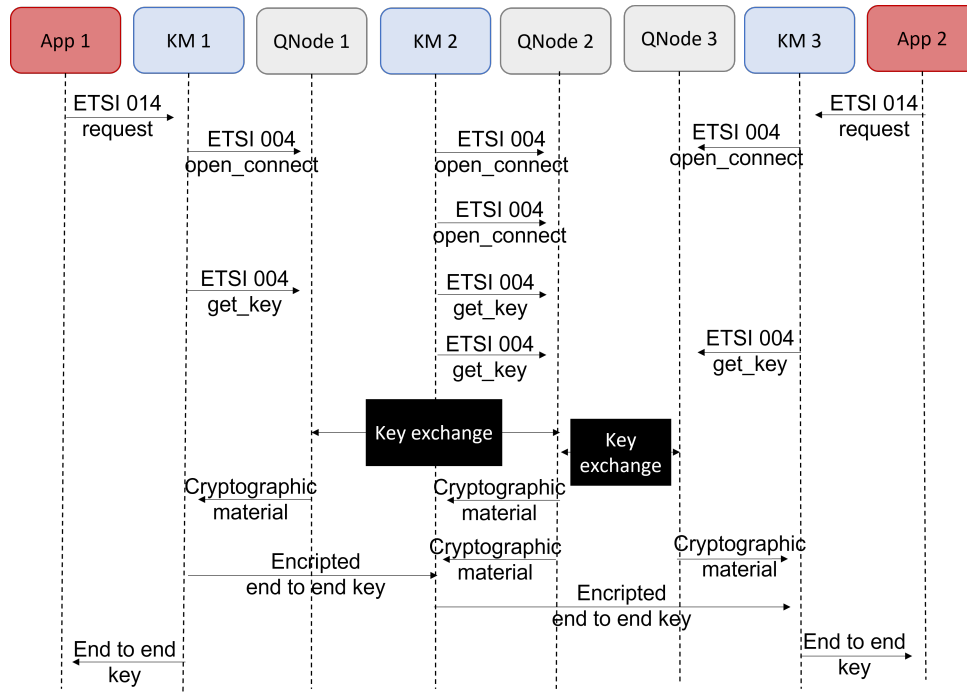 App 1
KM 1
QNode 1
KM 2
QNode 2
QNode 3
KM 3
App 2
ETSI 014
request
ETSI 014
request
ETSI 004
open_connect
ETSI 004
open_connect
ETSI 004
open_connect
ETSI 004
open_connect
ETSI 004
get_key
ETSI 004
get_key
ETSI 004
get_key
ETSI 004
get_key
Key exchange
Key
exchange
Cryptographic
material
Cryptographic
material
Cryptographic
material
Cryptographic
material
Encripted
end to end key
Encripted
end to end key
End to end
key
End to end
key